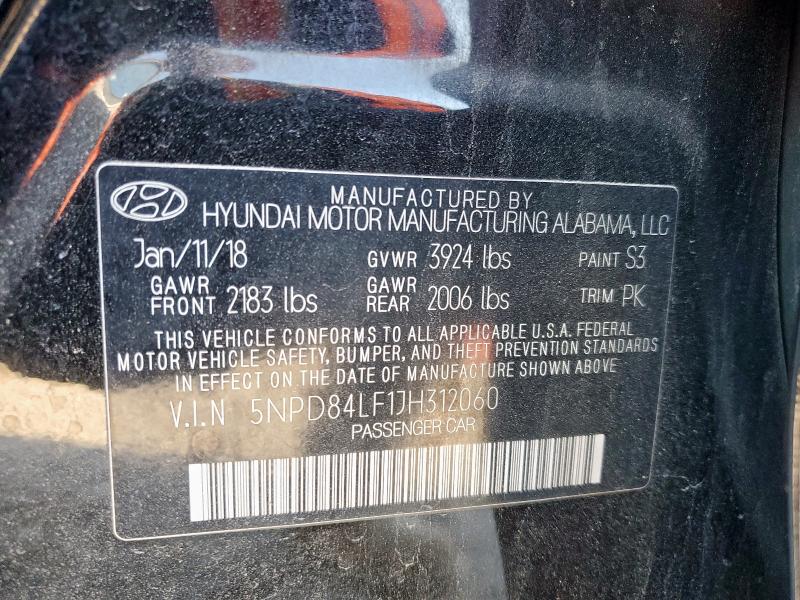 MANUFACTURED BY
HYUNDAI MOTOR MANUFACTURING ALABAMA, LLC
Jan/11/18 GVWR 3924 lbs PAINT S3
GAWR FRONT 2183 lbs GAWR REAR 2006 lbs TRIM PK
THIS VEHICLE CONFORMS TO ALL APPLICABLE U.S.A. FEDERAL
MOTOR VEHICLE SAFETY, BUMPER, AND THEFT PREVENTION STANDARDS
IN EFFECT ON THE DATE OF MANUFACTURE SHOWN ABOVE
V.I.N 5NPD84LF1JH312060
PASSENGER CAR